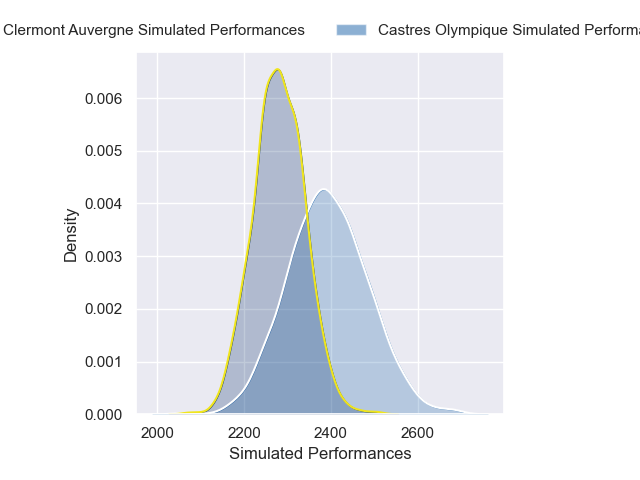 Clermont Auvergne Simulated Performances
Castres Olympique Simulated
0.006
0.005
0.004
0.003
0.002
0.001
0.000
Density
2000 2200 2400 2600
Simulated Performances